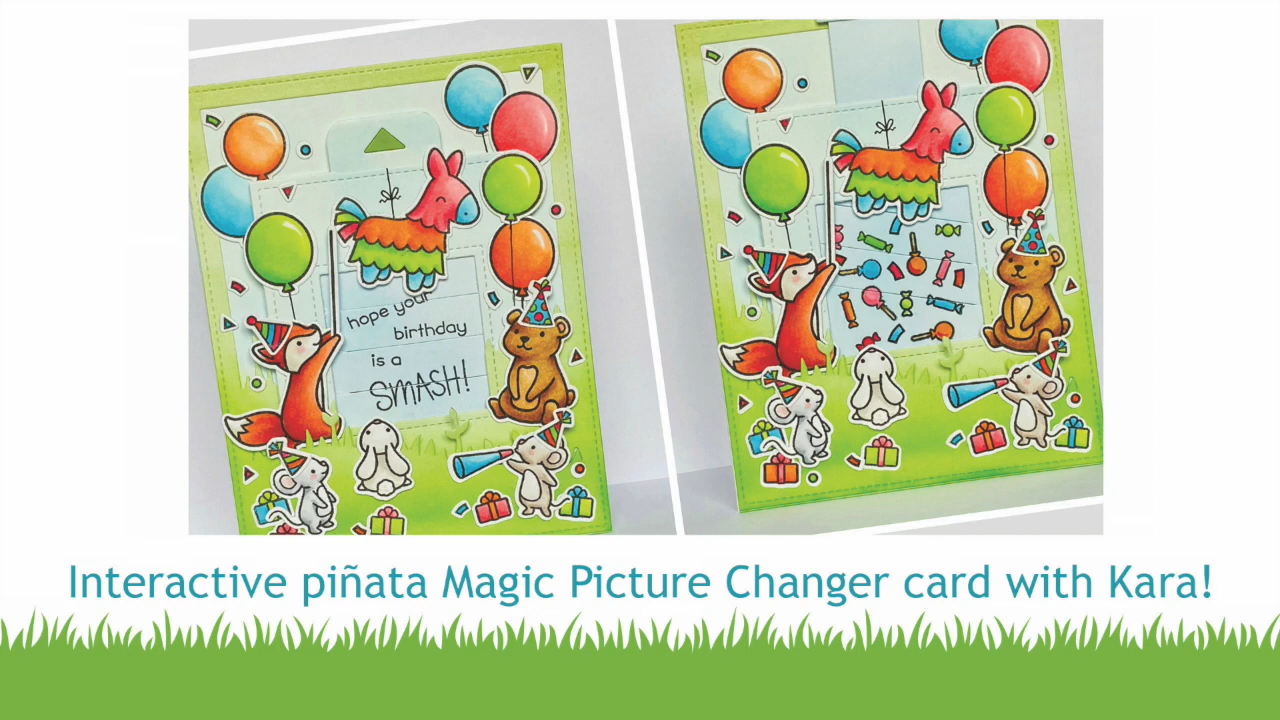 hope your
birthday
is a
SMASH!
Interactive piñata Magic Picture Changer card with Kara!